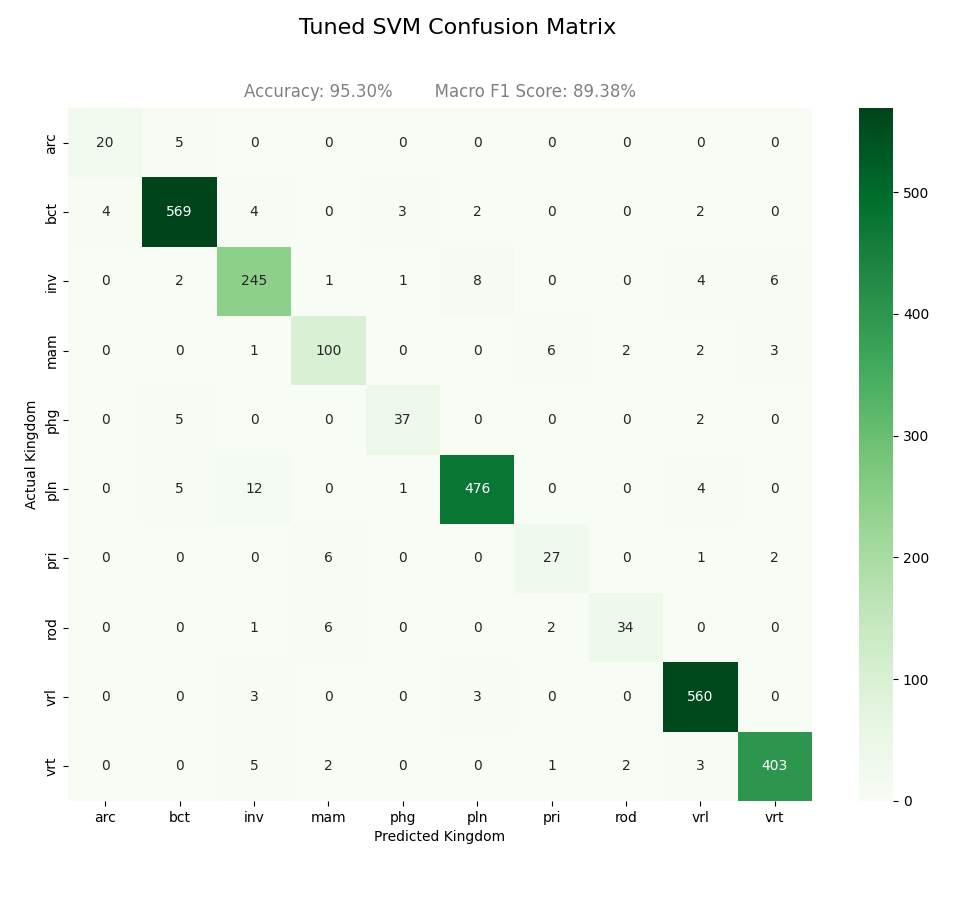 Tuned SVM Confusion Matrix
Accuracy: 95.30% Macro F1 Score: 89.38%
arc 20 5 0 0 0 0 0 0 0 0
bct 4 569 4 0 3 2 0 0 2 0
inv 0 2 245 1 1 8 0 0 4 6
mam 0 0 1 100 0 0 6 2 2 3
phg 0 5 0 0 37 0 0 0 2 0
pln 0 5 12 0 1 476 0 0 4 0
pri 0 0 0 6 0 0 27 0 1 2
rod 0 0 1 6 0 0 2 34 0 0
vrl 0 0 3 0 0 3 0 0 560 0
vrt 0 0 5 2 0 0 1 2 3 403
arc bct inv mam phg pln pri rod vrl vrt
Predicted Kingdom
Actual Kingdom
500
400
300
200
100
0